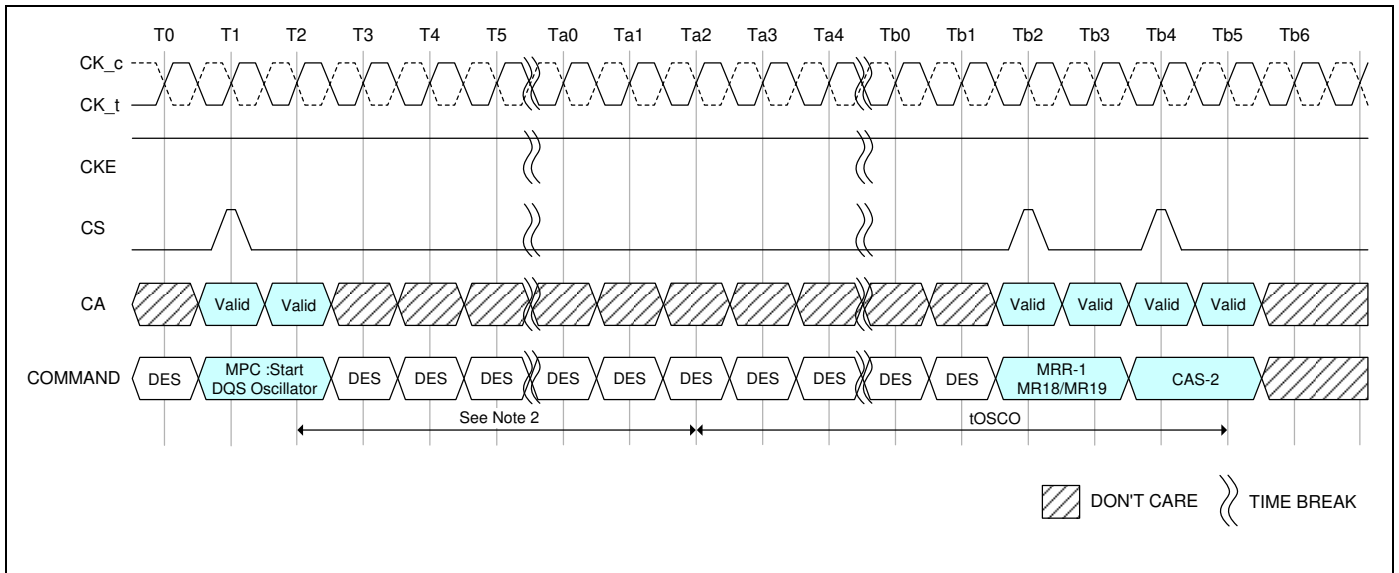 T0 T1 T2 T3 T4 T5 Ta0 Ta1 Ta2 Ta3 Ta4 Tb0 Tb1 Tb2 Tb3 Tb4 Tb5 Tb6
CK_c
CK_t
CKE
CS
CA Valid Valid Valid Valid Valid Valid
COMMAND DES MPC :Start DES DES DES DES DES DES DES DES DES DES MRR-1 CAS-2
DQS Oscillator MR18/MR19
See Note 2 tOSCO
DON'T CARE TIME BREAK